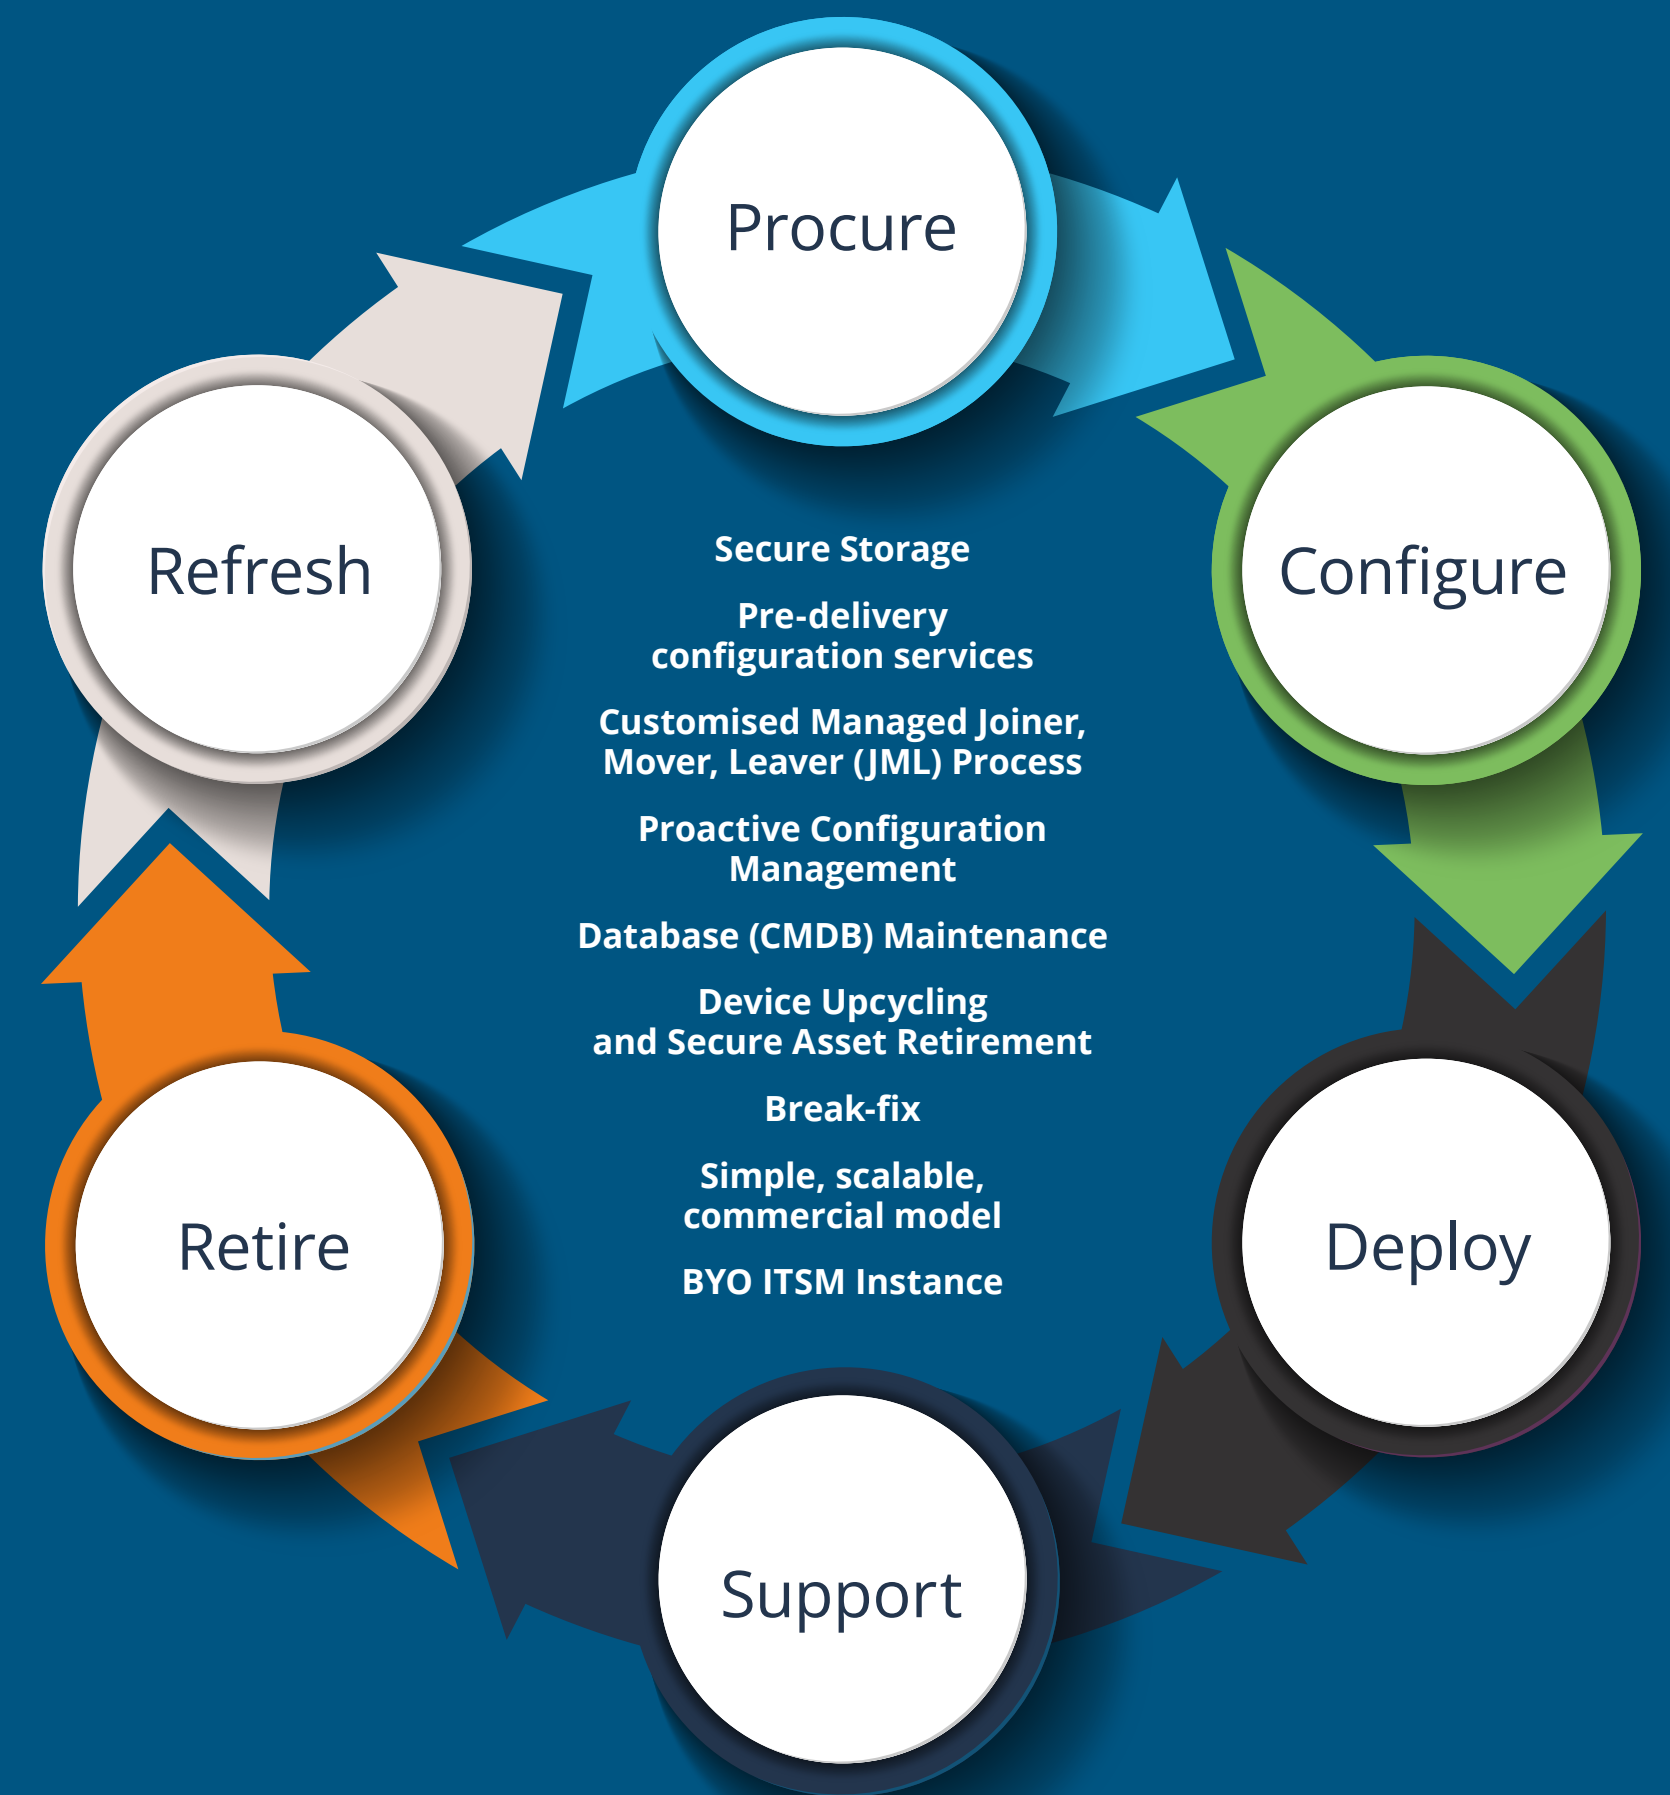 Procure
Refresh
Configure
Secure Storage
Pre-delivery
configuration services
Customised Managed Joiner,
Mover, Leaver (JML) Process
Proactive Configuration
Management
Database (CMDB) Maintenance
Device Upcycling
and Secure Asset Retirement
Break-fix
Simple, scalable,
commercial model
BYO ITSM Instance
Retire
Deploy
Support